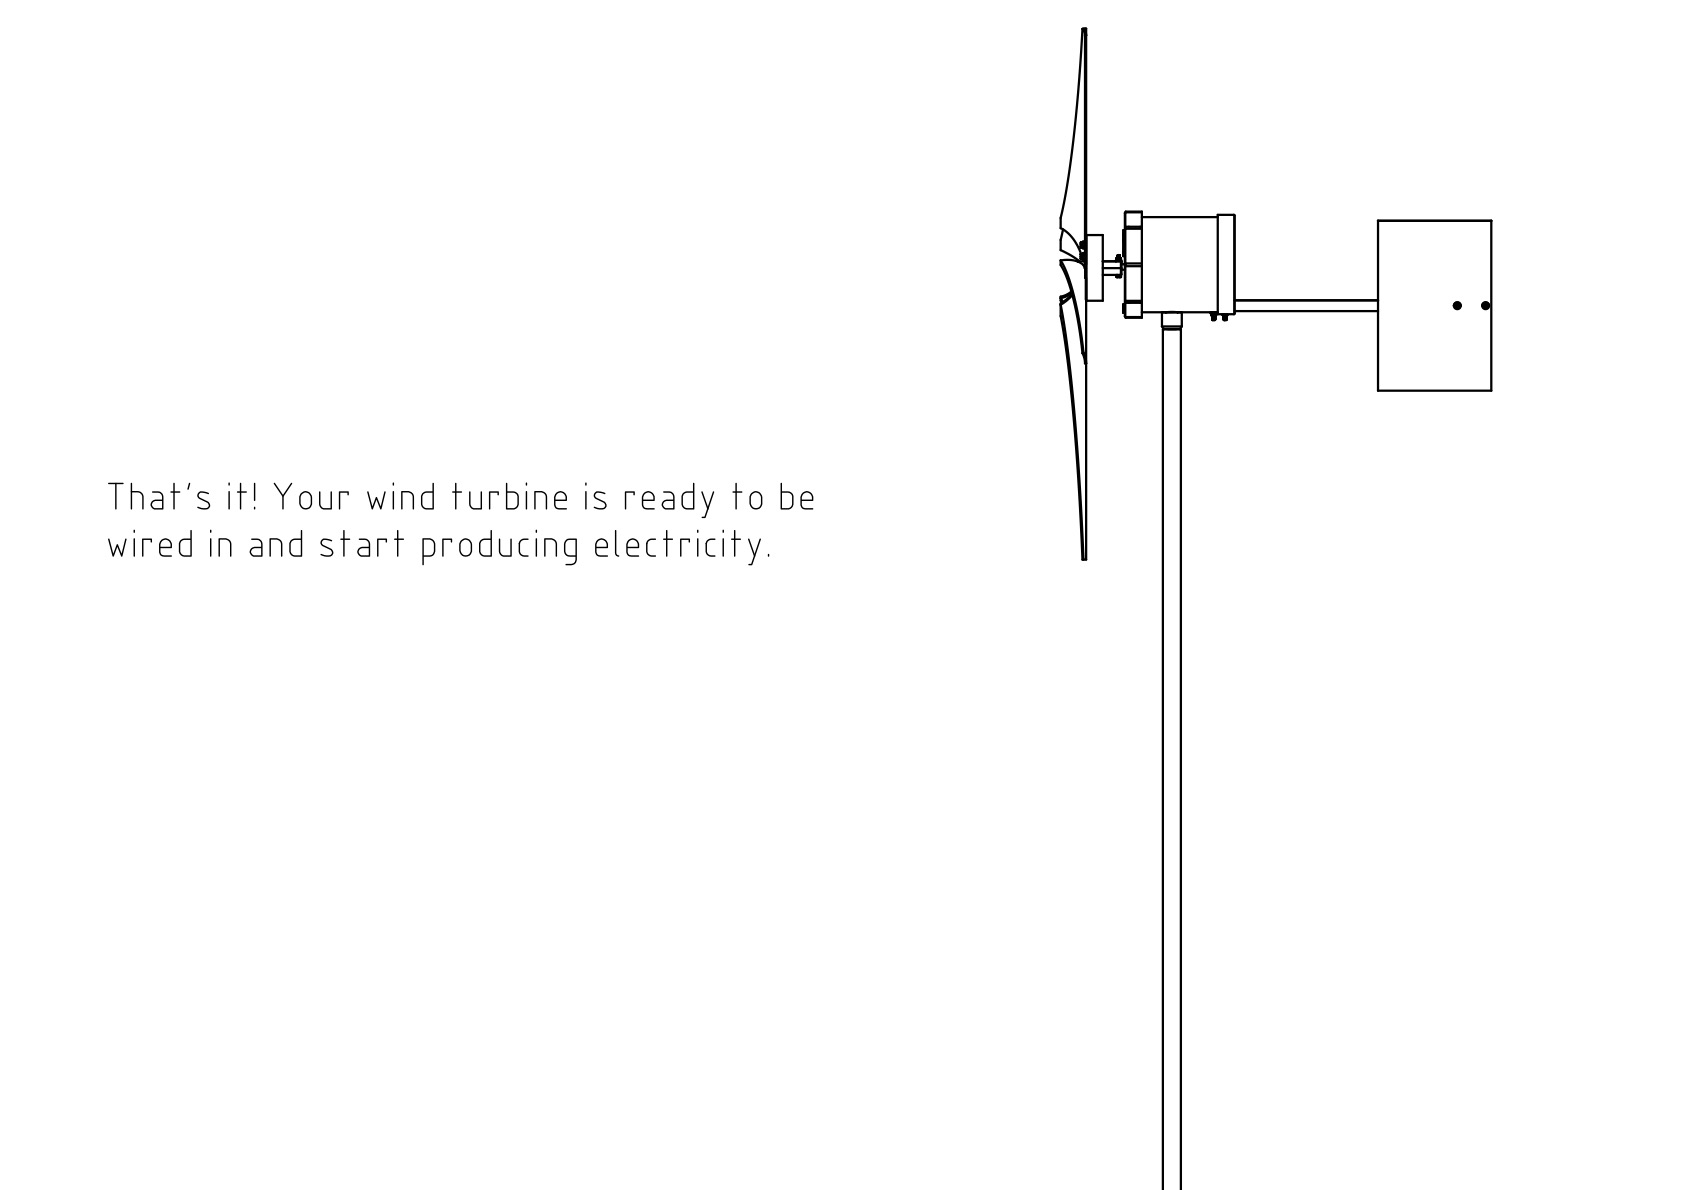 That's it! Your wind turbine is ready to be
wired in and start producing electricity.